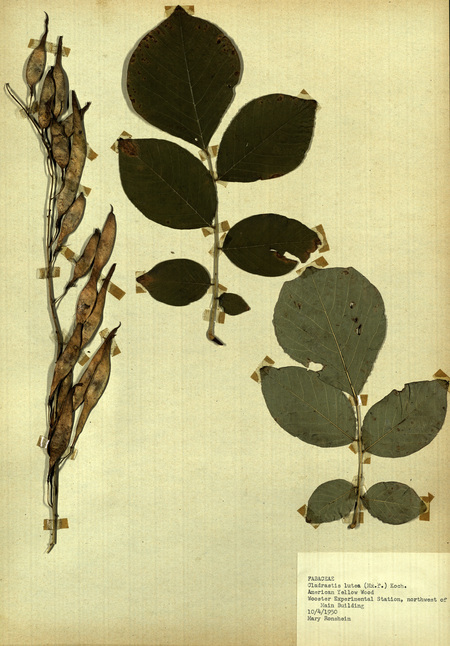 FABACEAE
Cladrastis lutea (Mx.F.) Koch.
American Yellow Wood
Wooster Experimental Station, northwest of
Main Building
10/4/1950
Mary